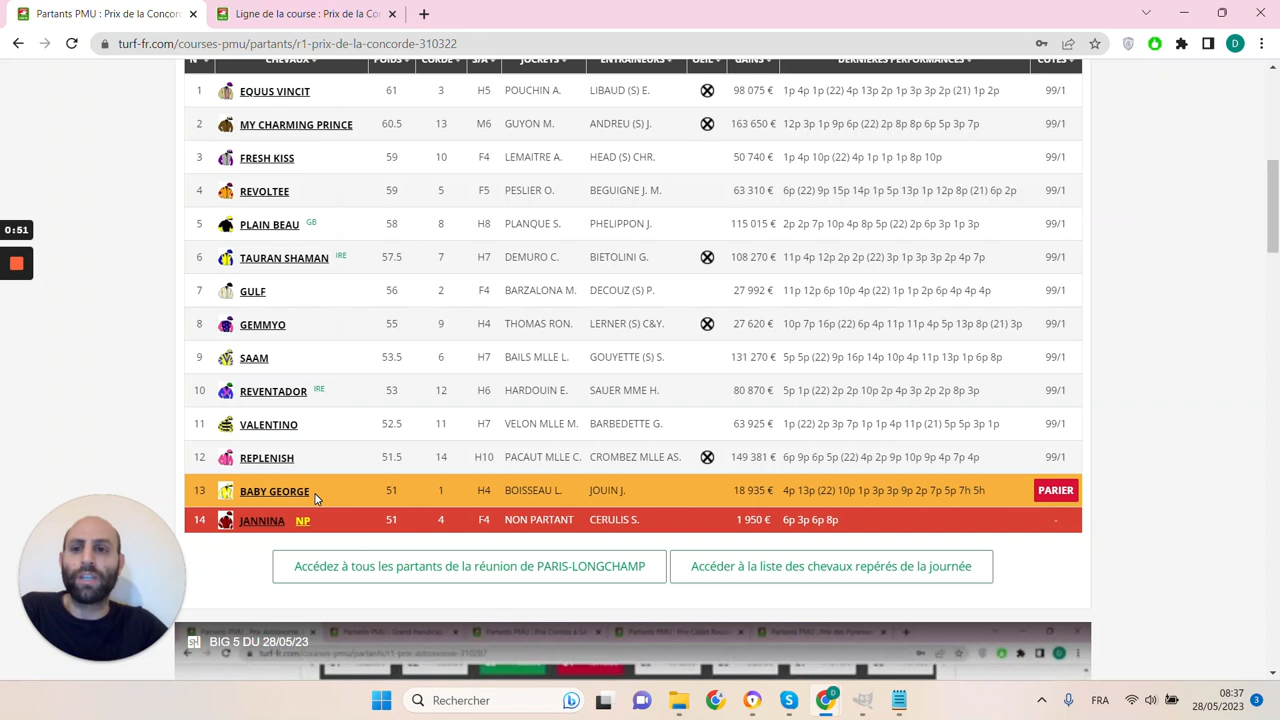 Partants PMU : Prix de la Concorc
Ligne de course : Prix de la Conc
turf-fr.com/courses-pmu/partants/r1-prix-de-la-concorde-310322
N° CHEVAUX POIDS CORDE S/A JOCKEYS ENTRAINEURS OEIL GAINS DERNIÈRES PERFORMANCES COTES
1 EQUUS VINCIT 61 3 H5 POUCHIN A. LIBAUD (S) E. 98 075 € 1p 4p 1p (22) 4p 13p 2p 1p 3p 3p 2p (21) 1p 2p 99/1
2 MY CHARMING PRINCE 60.5 13 M6 GUYON M. ANDREU (S) J. 163 650 € 12p 3p 1p 9p 6p (22) 2p 8p 8p 6p 5p 3p 7p 99/1
3 FRESH KISS 59 10 F4 LEMAITRE A. HEAD (S) CHR. 50 740 € 1p 4p 10p (22) 4p 1p 1p 1p 8p 10p 99/1
4 REVOLTEE 59 5 F5 PESLIER O. BEGUIGNE J. M. 63 310 € 6p (22) 9p 15p 14p 1p 5p 13p 11p 12p 8p (21) 6p 2p
5 PLAIN BEAU GB 58 8 H8 PLANQUE S. PHELIPPON J. 115 015 € 2p 2p 7p 10p 4p 8p 5p (22) 2p 6p 3p 1p 3p 99/1
6 TAURAN SHAMAN IRE 57.5 7 H7 DEMURO C. BIETOLINI G. 108 270 € 11p 4p 12p 2p 2p (22) 3p 1p 3p 3p 2p 4p 7p 99/1
7 GULF 56 2 F4 BARZALONA M. DECOUZ (S) P. 27 992 € 11p 12p 6p 10p 4p (22) 1p 1p 2p 6p 4p 4p 4p 99/1
8 GEMMYO 55 9 H4 THOMAS RON. LERNER (S) C&Y. 27 620 € 10p 7p 16p (22) 6p 4p 11p 11p 4p 5p 13p 8p (21) 3p 99/1
9 SAAM 53.5 6 H7 BAILS MLLE L. GOUYETTE (S) S. 131 270 € 5p 5p (22) 9p 16p 14p 10p 4p 11p 13p 1p 6p 8p 99/1
10 REVENTADOR IRE 53 12 H6 HARDOUIN E. SAUER MME H. 80 870 € 5p 1p (22) 2p 2p 10p 2p 4p 3p 2p 2p 8p 3p 99/1
11 VALENTINO 52.5 11 H7 VELON MLLE M. BARBEDETTE G. 63 925 € 1p (22) 2p 3p 7p 1p 1p 4p 11p (21) 5p 5p 3p 1p 99/1
12 REPLENISH 51.5 14 H10 PACAUT MLLE C. CROMBEZ MLLE AS. 149 381 € 6p 9p 6p 5p (22) 4p 2p 9p 10p 9p 4p 7p 4p 99/1
13 BABY GEORGE 51 1 H4 BOISSEAU L. JOUIN J. 18 935 € 4p 13p (22) 10p 1p 3p 3p 9p 2p 7p 5p 7h 5h PARIER
14 JANNINA NP 51 4 F4 NON PARTANT CERULIS S. 1 950 € 6p 3p 6p 8p -
0:51
Accédez à tous les partants de la réunion de PARIS-LONGCHAMP
Accéder à la liste des chevaux repérés de la journée
BIG 5 DU 28/05/23
turf-fr.com/courses-pmu/partants/r1-prix-
Rechercher
FRA
08:37
28/05/2023
3
D